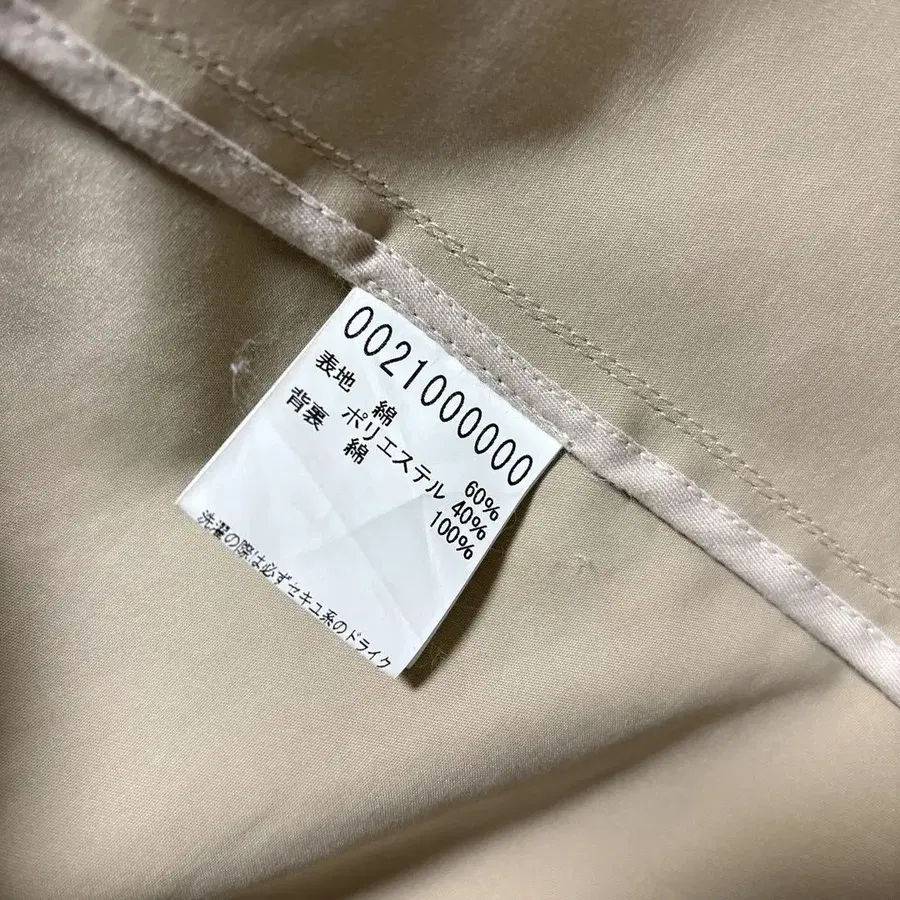 00210000000
表地 綿 60%
ポリエステル 40%
背裏 綿 100%
洗濯の際は必ずセキユ系のドライク